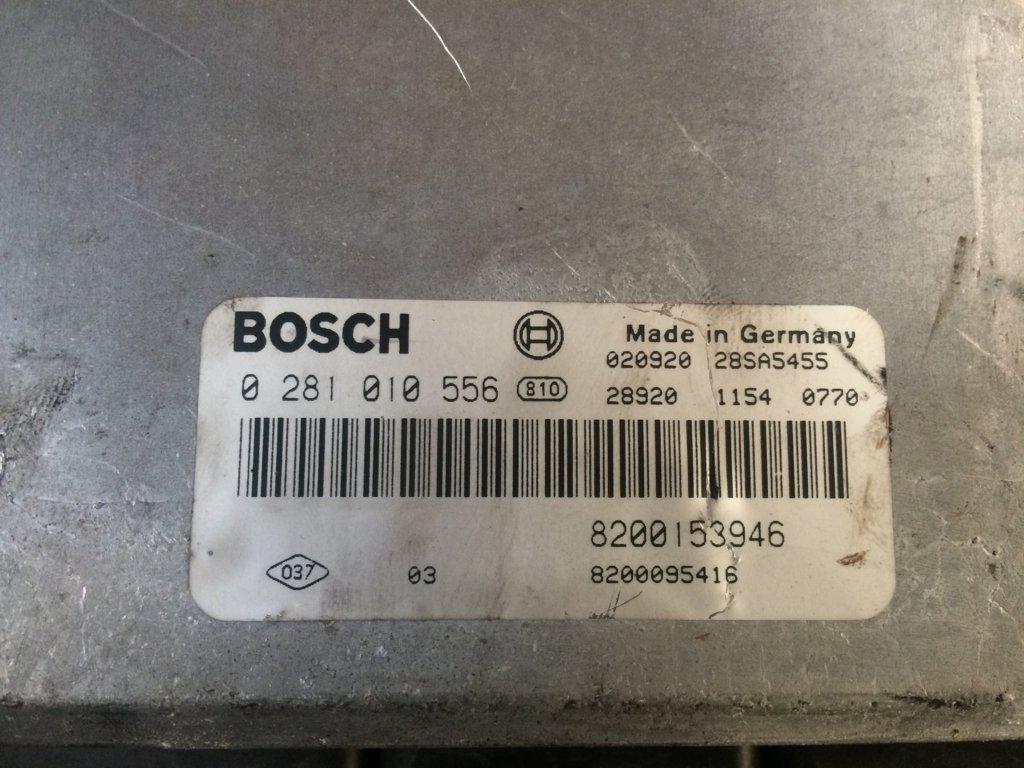 BOSCH
Made in Germany
020920 28SA5455
0 281 010 556 810
28920 1154 0770
8200153946
037 03 8200095416